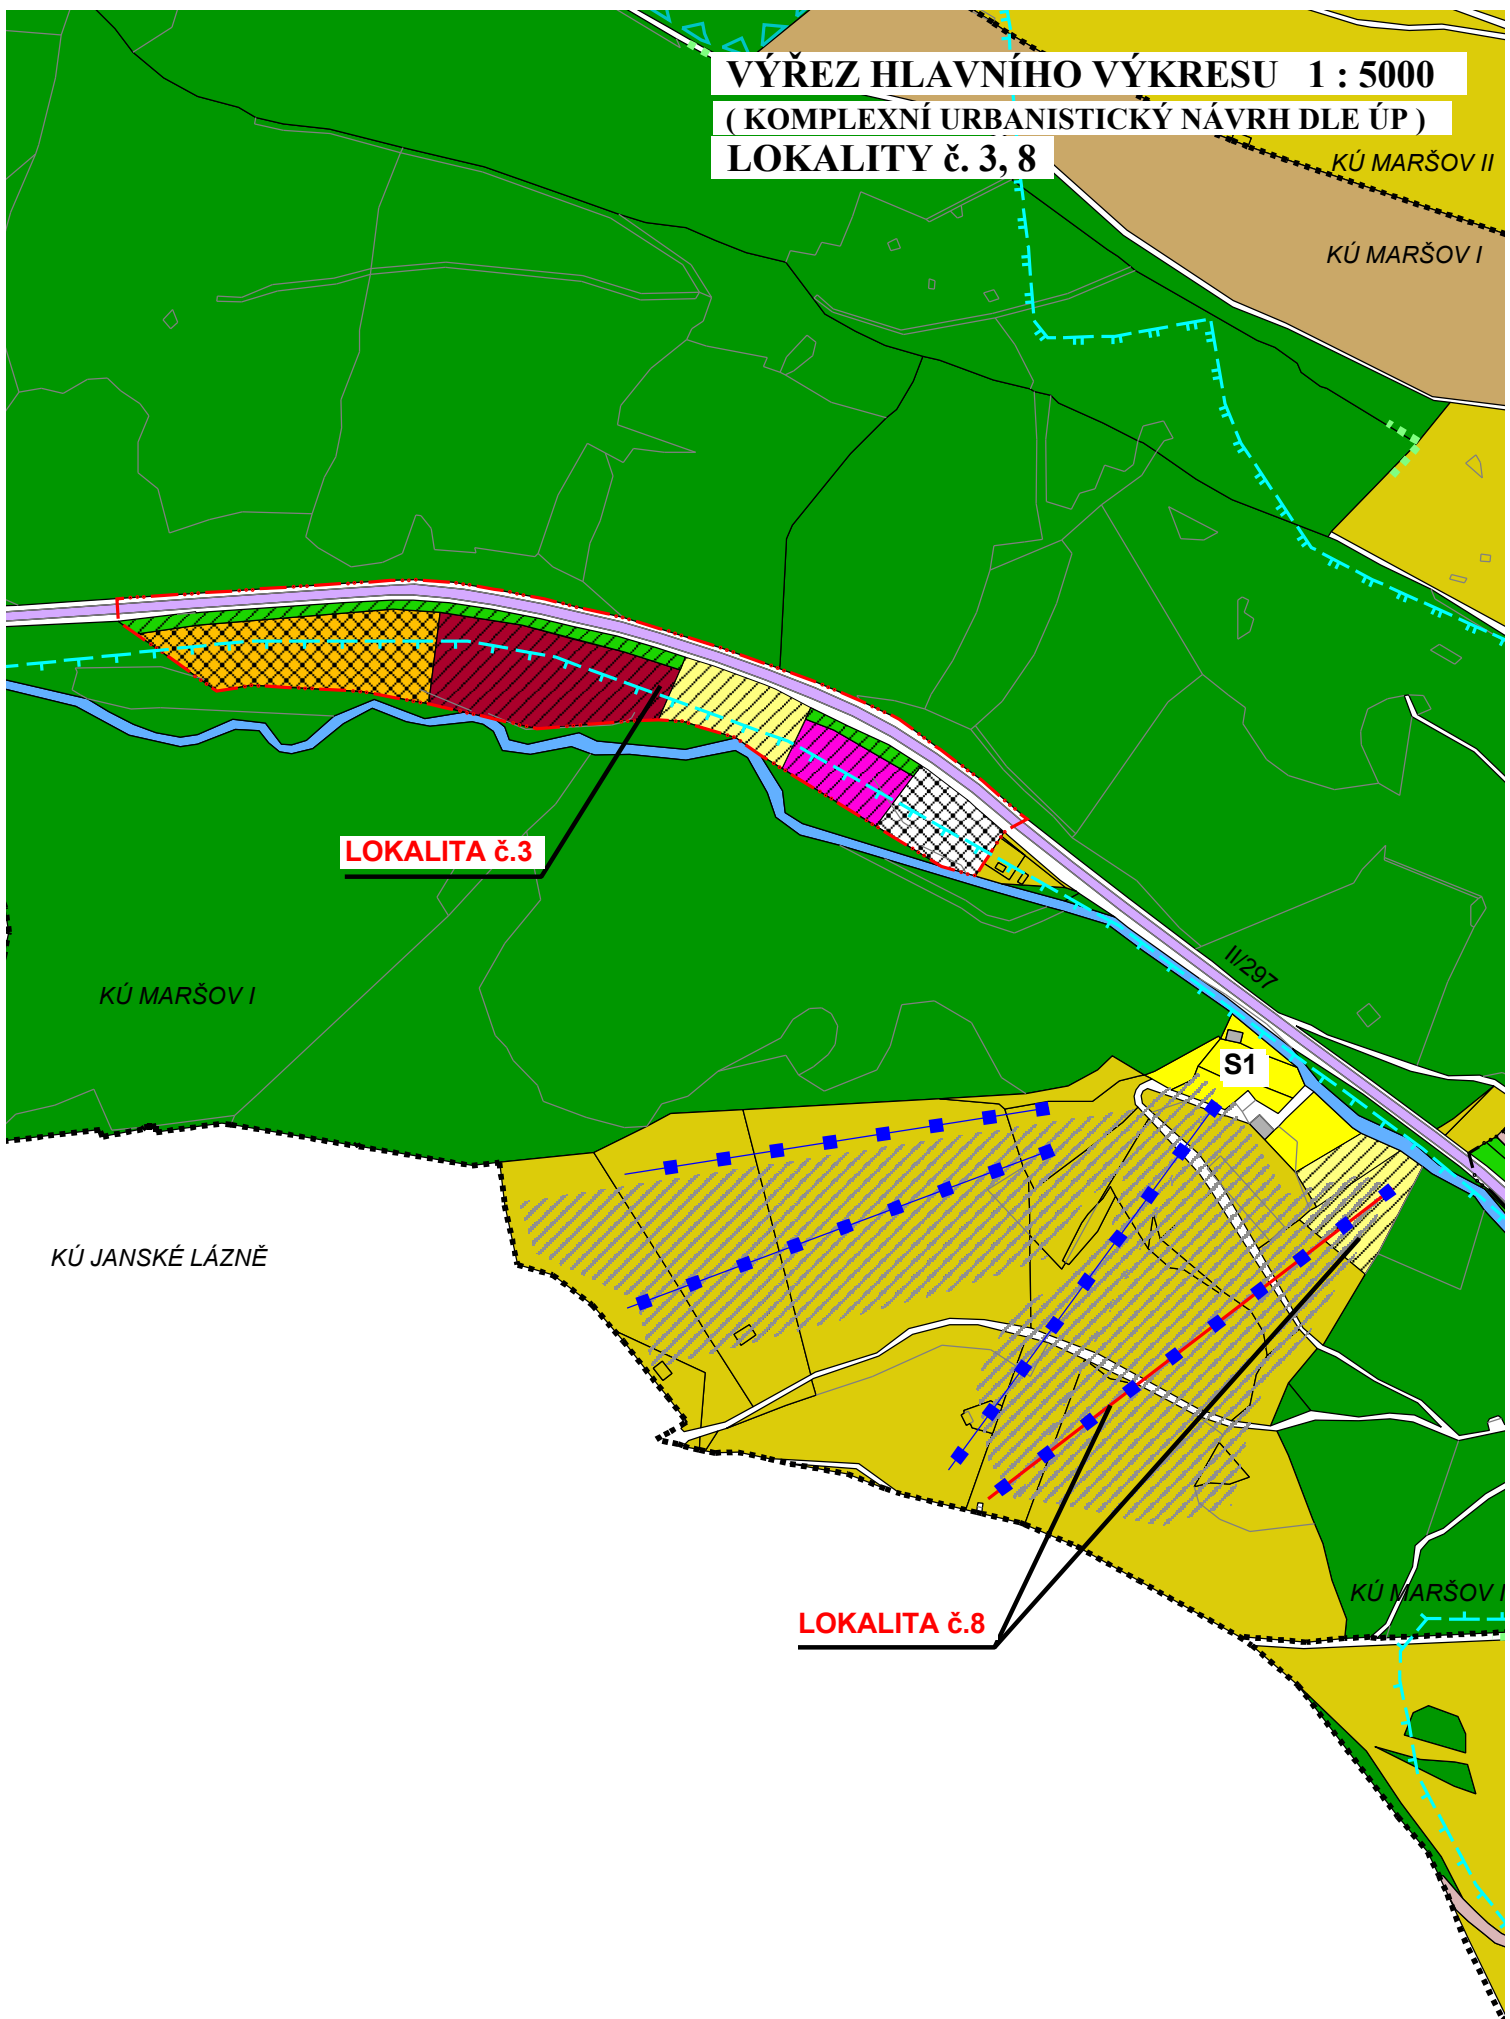 VÝŘEZ HLAVNÍHO VÝKRESU 1 : 5000
( KOMPLEXNÍ URBANISTICKÝ NÁVRH DLE ÚP )
LOKALITY č. 3, 8
KÚ MARŠOV II
KÚ MARŠOV I
LOKALITA č.3
II/297
KÚ MARŠOV I
S1
KÚ JANSKÉ LÁZNĚ
KÚ MARŠOV I
LOKALITA č.8